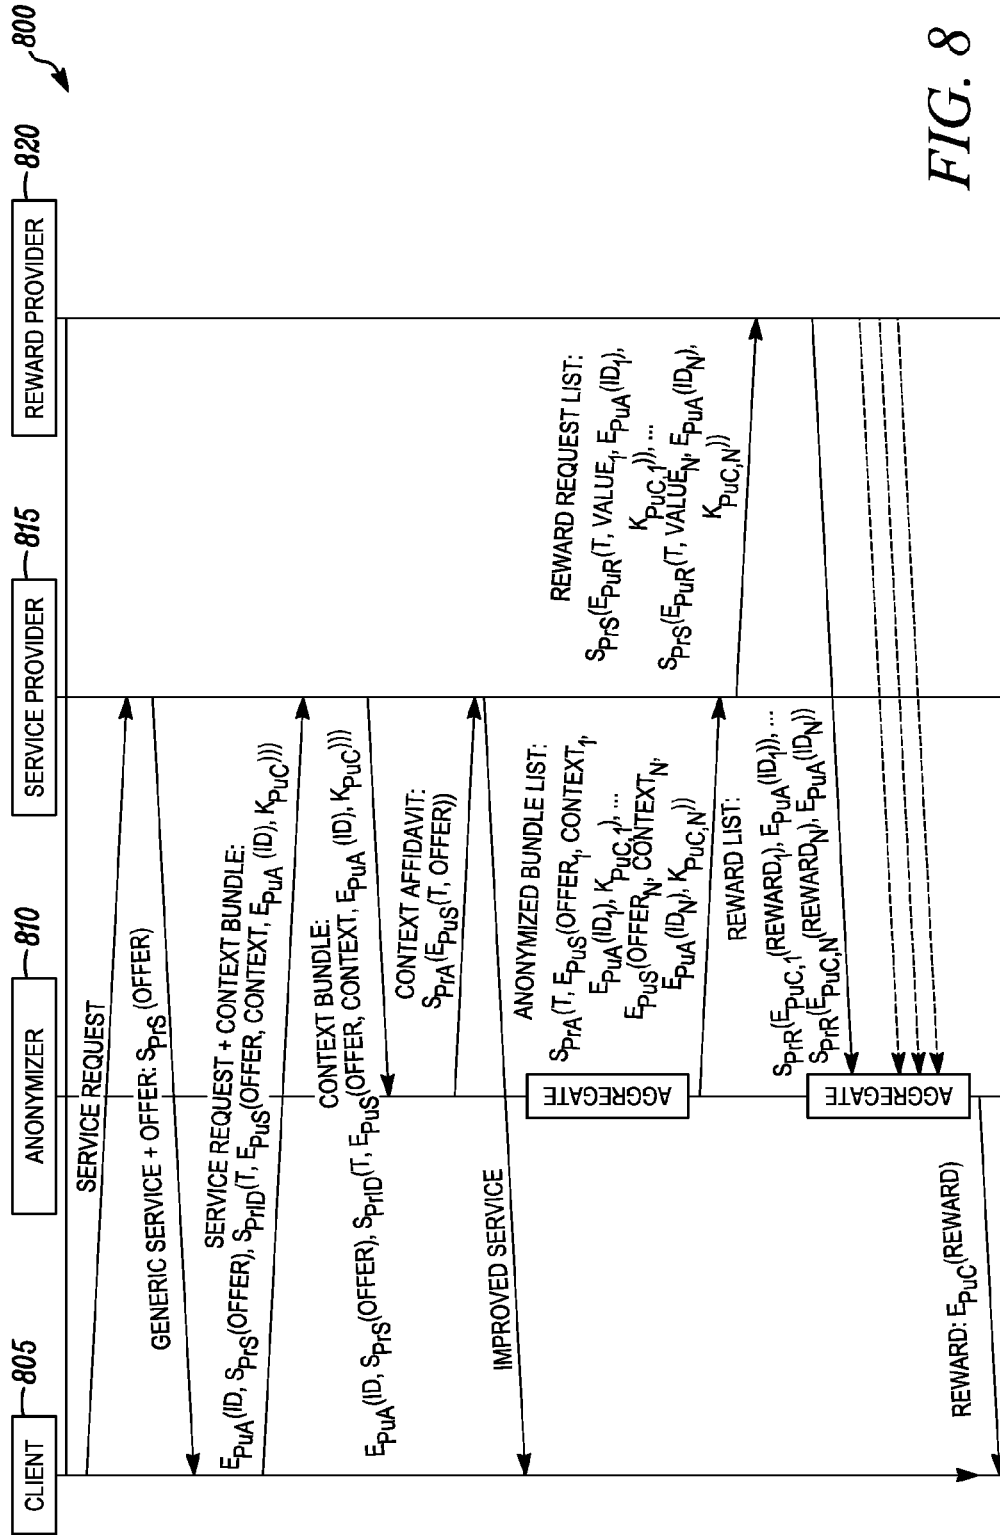 800
CLIENT
805
ANONYMIZER
810
SERVICE PROVIDER
815
REWARD PROVIDER
820
SERVICE REQUEST
GENERIC SERVICE + OFFER: S_PrS (OFFER)
SERVICE REQUEST + CONTEXT BUNDLE:
E_PuA(ID, S_PrS(OFFER), S_PrID(T, E_PuS(OFFER, CONTEXT, E_PuA (ID), K_PuC)))
CONTEXT BUNDLE:
E_PuA(ID, S_PrS(OFFER), S_PrID(T, E_PuS(OFFER, CONTEXT, E_PuA (ID), K_PuC)))
CONTEXT AFFIDAVIT:
S_PrA(E_PuS(T, OFFER))
IMPROVED SERVICE
ANONYMIZED BUNDLE LIST:
S_PrA(T, E_PuS(OFFER_1, CONTEXT_1,
E_PuA(ID_1), K_PuC,1), ...
E_PuS(OFFER_N, CONTEXT_N,
E_PuA(ID_N), K_PuC,N))
AGGREGATE
REWARD REQUEST LIST:
S_PrS(E_PuR(T, VALUE_1, E_PuA(ID_1),
K_PuC,1)), ...
S_PrS(E_PuR(T, VALUE_N, E_PuA(ID_N),
K_PuC,N))
REWARD LIST:
S_PrR(E_PuC,1(REWARD_1), E_PuA(ID_1)), ...
S_PrR(E_PuC,N(REWARD_N), E_PuA(ID_N))
AGGREGATE
REWARD: E_PuC(REWARD)
FIG. 8